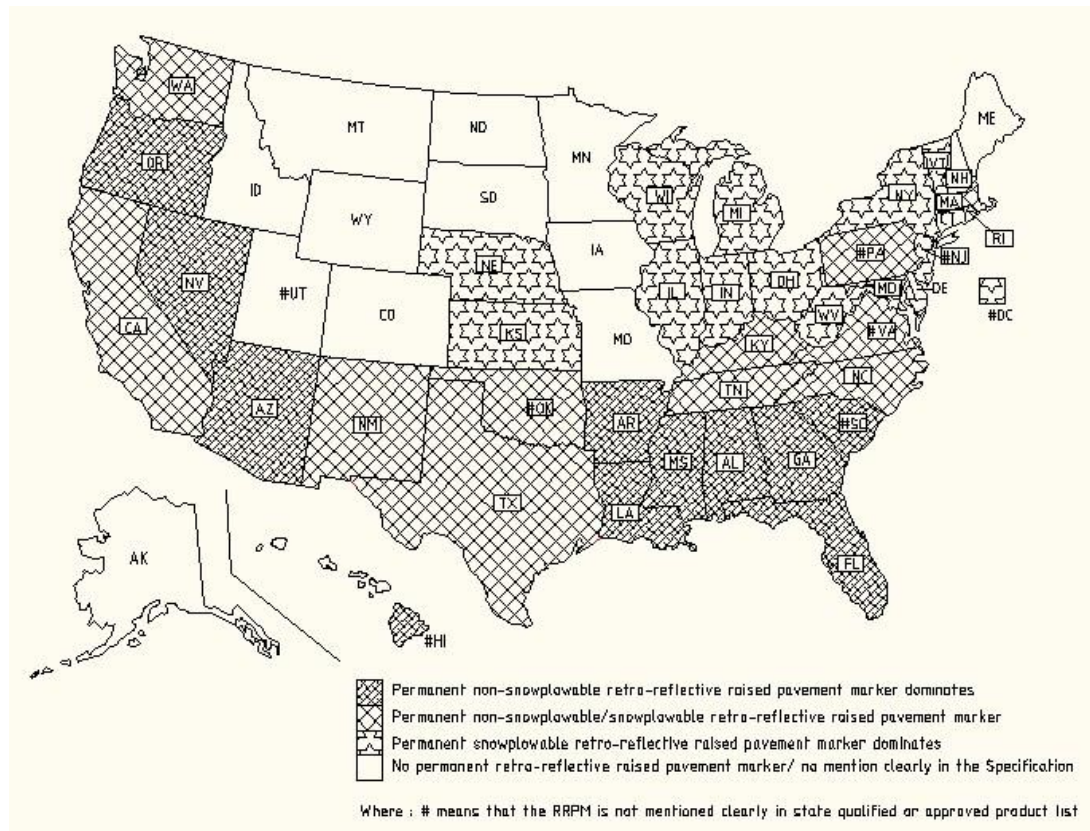 WA
MT
ND
MN
ME
OR
ID
SD
WI
MI
VT
NH
NY
MA
CT
RI
WY
IA
NE
#PA
#NJ
NV
#UT
CO
KS
IL
IN
OH
MD
DE
#DC
CA
MO
WV
#VA
KY
AZ
NM
#OK
AR
TN
NC
#SC
TX
MS
AL
GA
LA
FL
AK
#HI
Permanent non-snowplowable retro-reflective raised pavement marker dominates
Permanent non-snowplowable/snowplowable retro-reflective raised pavement marker
Permanent snowplowable retro-reflective raised pavement marker dominates
No permanent retro-reflective raised pavement marker/ no mention clearly in the Specification
Where : # means that the RRPM is not mentioned clearly in state qualified or approved product list